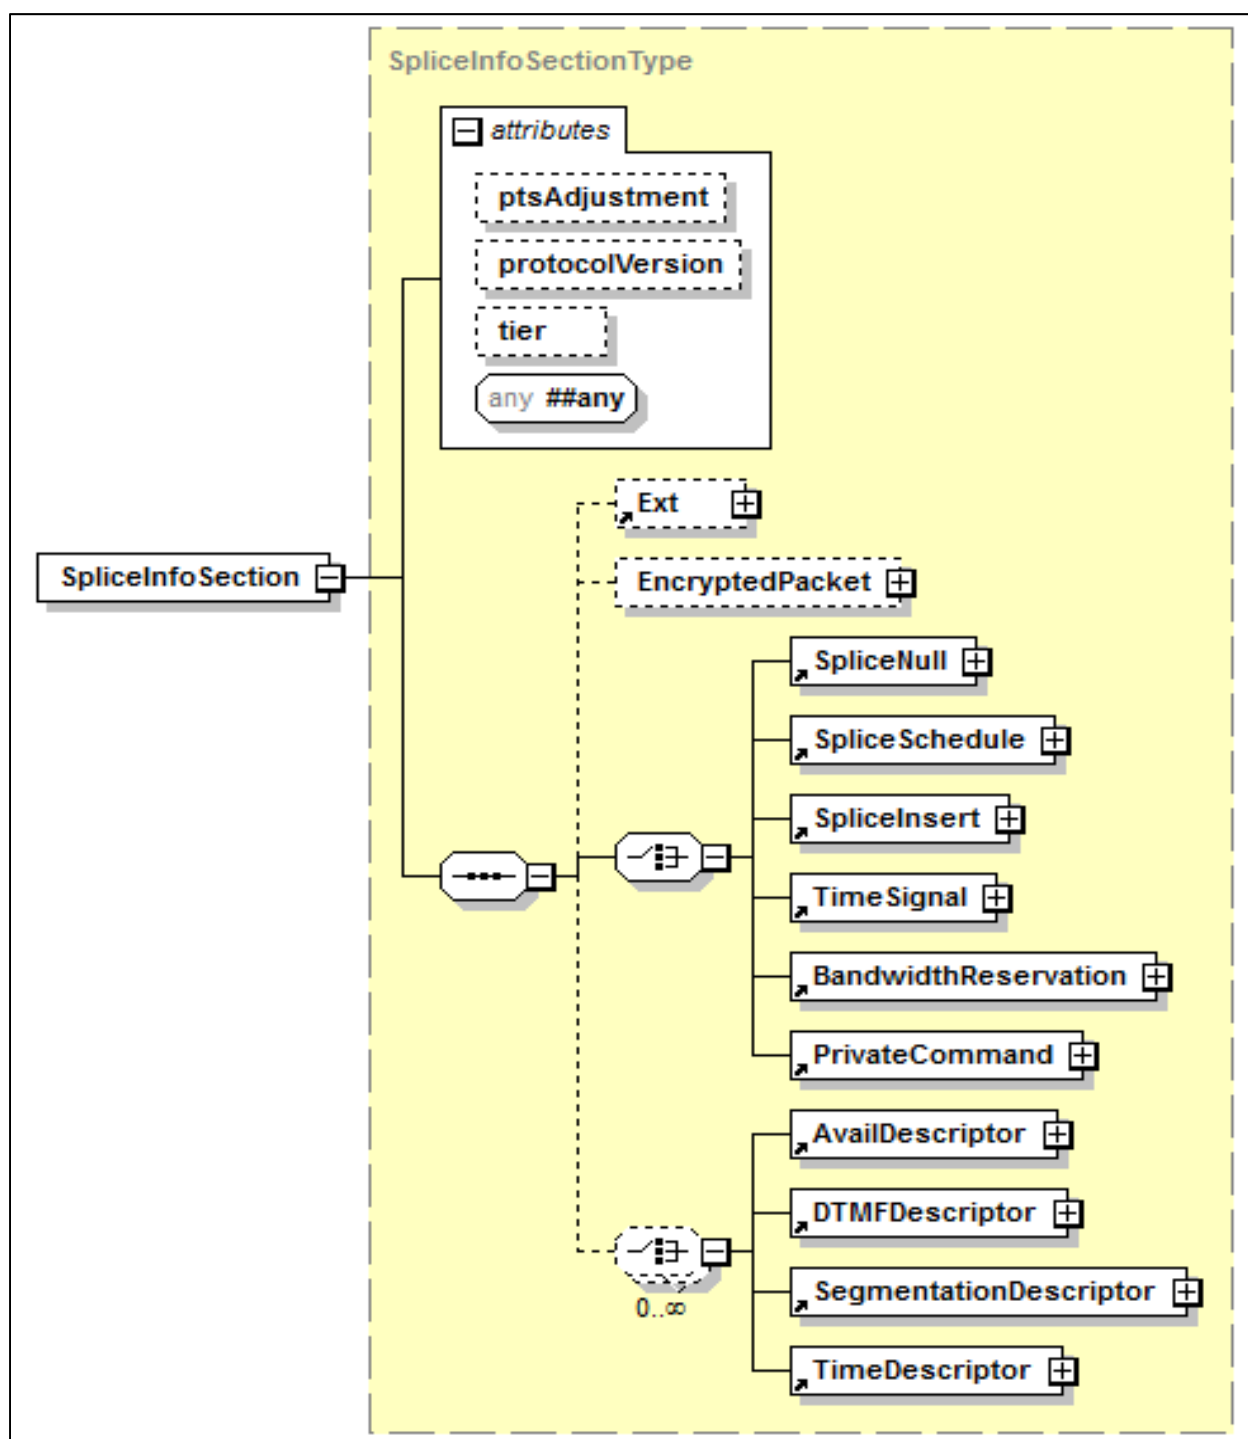 SpliceInfoSectionType
attributes
ptsAdjustment
protocolVersion
tier
any ##any
Ext
EncryptedPacket
SpliceInfoSection
SpliceNull
SpliceSchedule
SpliceInsert
TimeSignal
BandwidthReservation
PrivateCommand
AvailDescriptor
DTMFDescriptor
SegmentationDescriptor
0..∞
TimeDescriptor